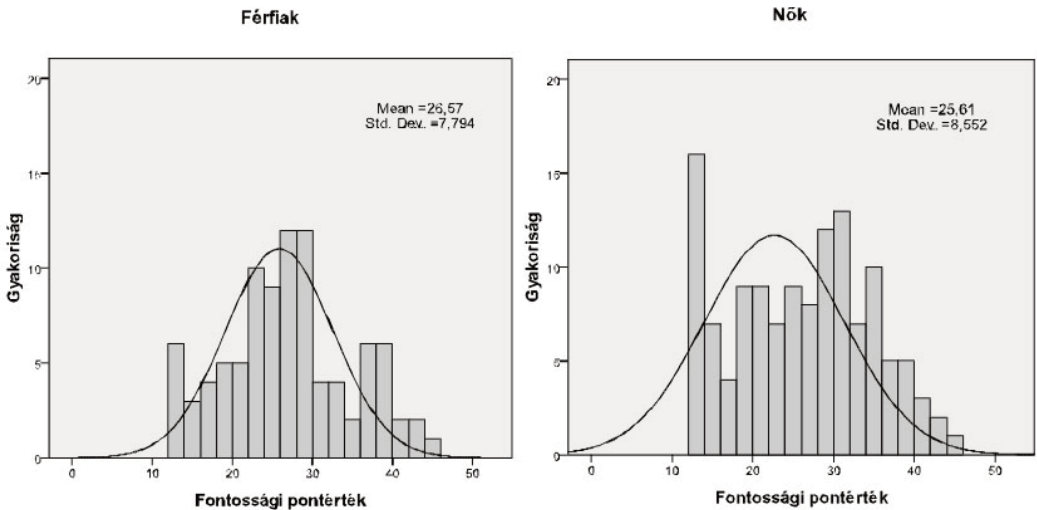 Férfiak
20
15
10
5
0
Gyakoriság
Mean =26,57
Std. Dev. =7,794
0 10 20 30 40 50
Fontossági pontérték
Nők
20
15
10
5
0
Gyakoriság
Mean =25,61
Std. Dev. =8,552
0 10 20 30 40 50
Fontossági pontérték